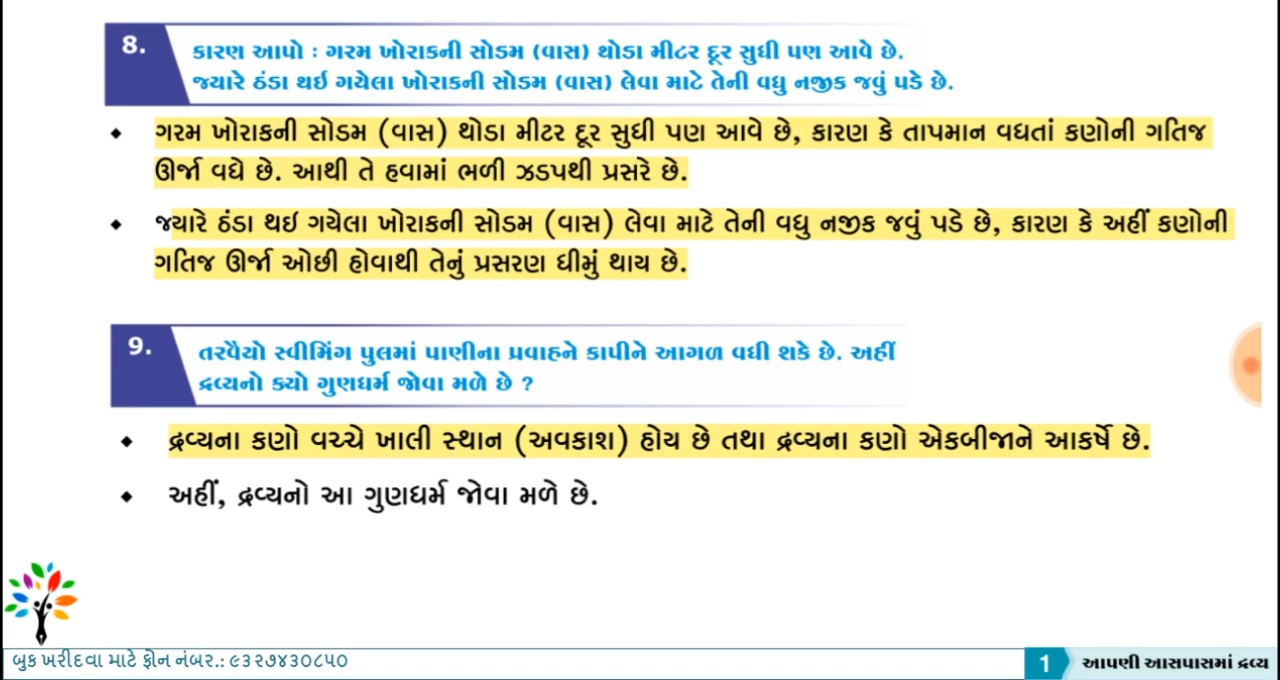 8.
કારણ આપો : ગરમ ખોરાકની સોડમ (વાસ) થોડા મીટર દૂર સુધી પણ આવે છે.
જ્યારે ઠંડા થઇ ગયેલા ખોરાકની સોડમ (વાસ) લેવા માટે તેની વધુ નજીક જવું પડે છે.
ગરમ ખોરાકની સોડમ (વાસ) થોડા મીટર દૂર સુધી પણ આવે છે, કારણ કે તાપમાન વધતાં કણોની ગતિજ
ઊર્જા વધે છે. આથી તે હવામાં ભળી ઝડપથી પ્રસરે છે.
જ્યારે ઠંડા થઇ ગયેલા ખોરાકની સોડમ (વાસ) લેવા માટે તેની વધુ નજીક જવું પડે છે, કારણ કે અહીં કણોની
ગતિજ ઊર્જા ઓછી હોવાથી તેનું પ્રસરણ ધીમું થાય છે.
9.
તરવૈયો સ્વીમિંગ પુલમાં પાણીના પ્રવાહને કાપીને આગળ વધી શકે છે. અહીં
દ્રવ્યનો ક્યો ગુણધર્મ જોવા મળે છે ?
દ્રવ્યના કણો વચ્ચે ખાલી સ્થાન (અવકાશ) હોય છે તથા દ્રવ્યના કણો એકબીજાને આકર્ષે છે.
અહીં, દ્રવ્યનો આ ગુણધર્મ જોવા મળે છે.
બુક ખરીદવા માટે ફોન નંબર.: ૯૩૨૭૪૩૦૮૫૦
1 આપણી આસપાસમાં દ્રવ્ય